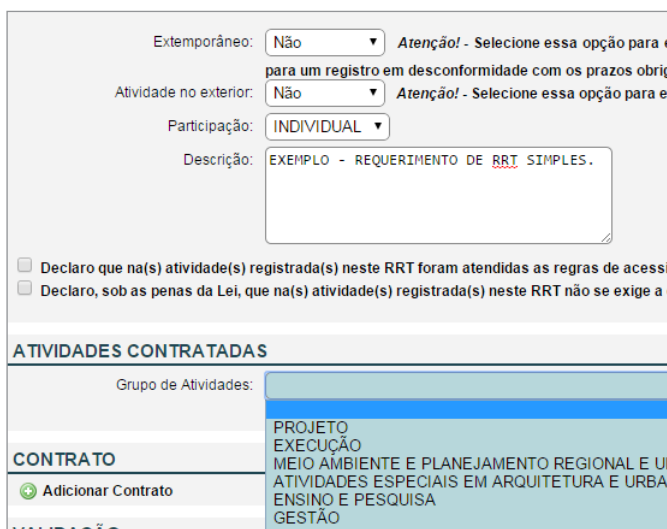 Extemporâneo: Não Atenção! - Selecione essa opção para
para um registro em desconformidade com os prazos
Atividade no exterior: Não Atenção! - Selecione essa opção para
Participação: INDIVIDUAL
Descrição: EXEMPLO - REQUERIMENTO DE RRT SIMPLES.
Declaro que na(s) atividade(s) registrada(s) neste RRT foram atendidas as regras de
Declaro, sob as penas da Lei, que na(s) atividade(s) registrada(s) neste RRT não se exige a
ATIVIDADES CONTRATADAS
Grupo de Atividades:
PROJETO
EXECUÇÃO
MEIO AMBIENTE E PLANEJAMENTO REGIONAL E
ATIVIDADES ESPECIAIS EM ARQUITETURA E
ENSINO E PESQUISA
GESTÃO
CONTRATO
Adicionar Contrato